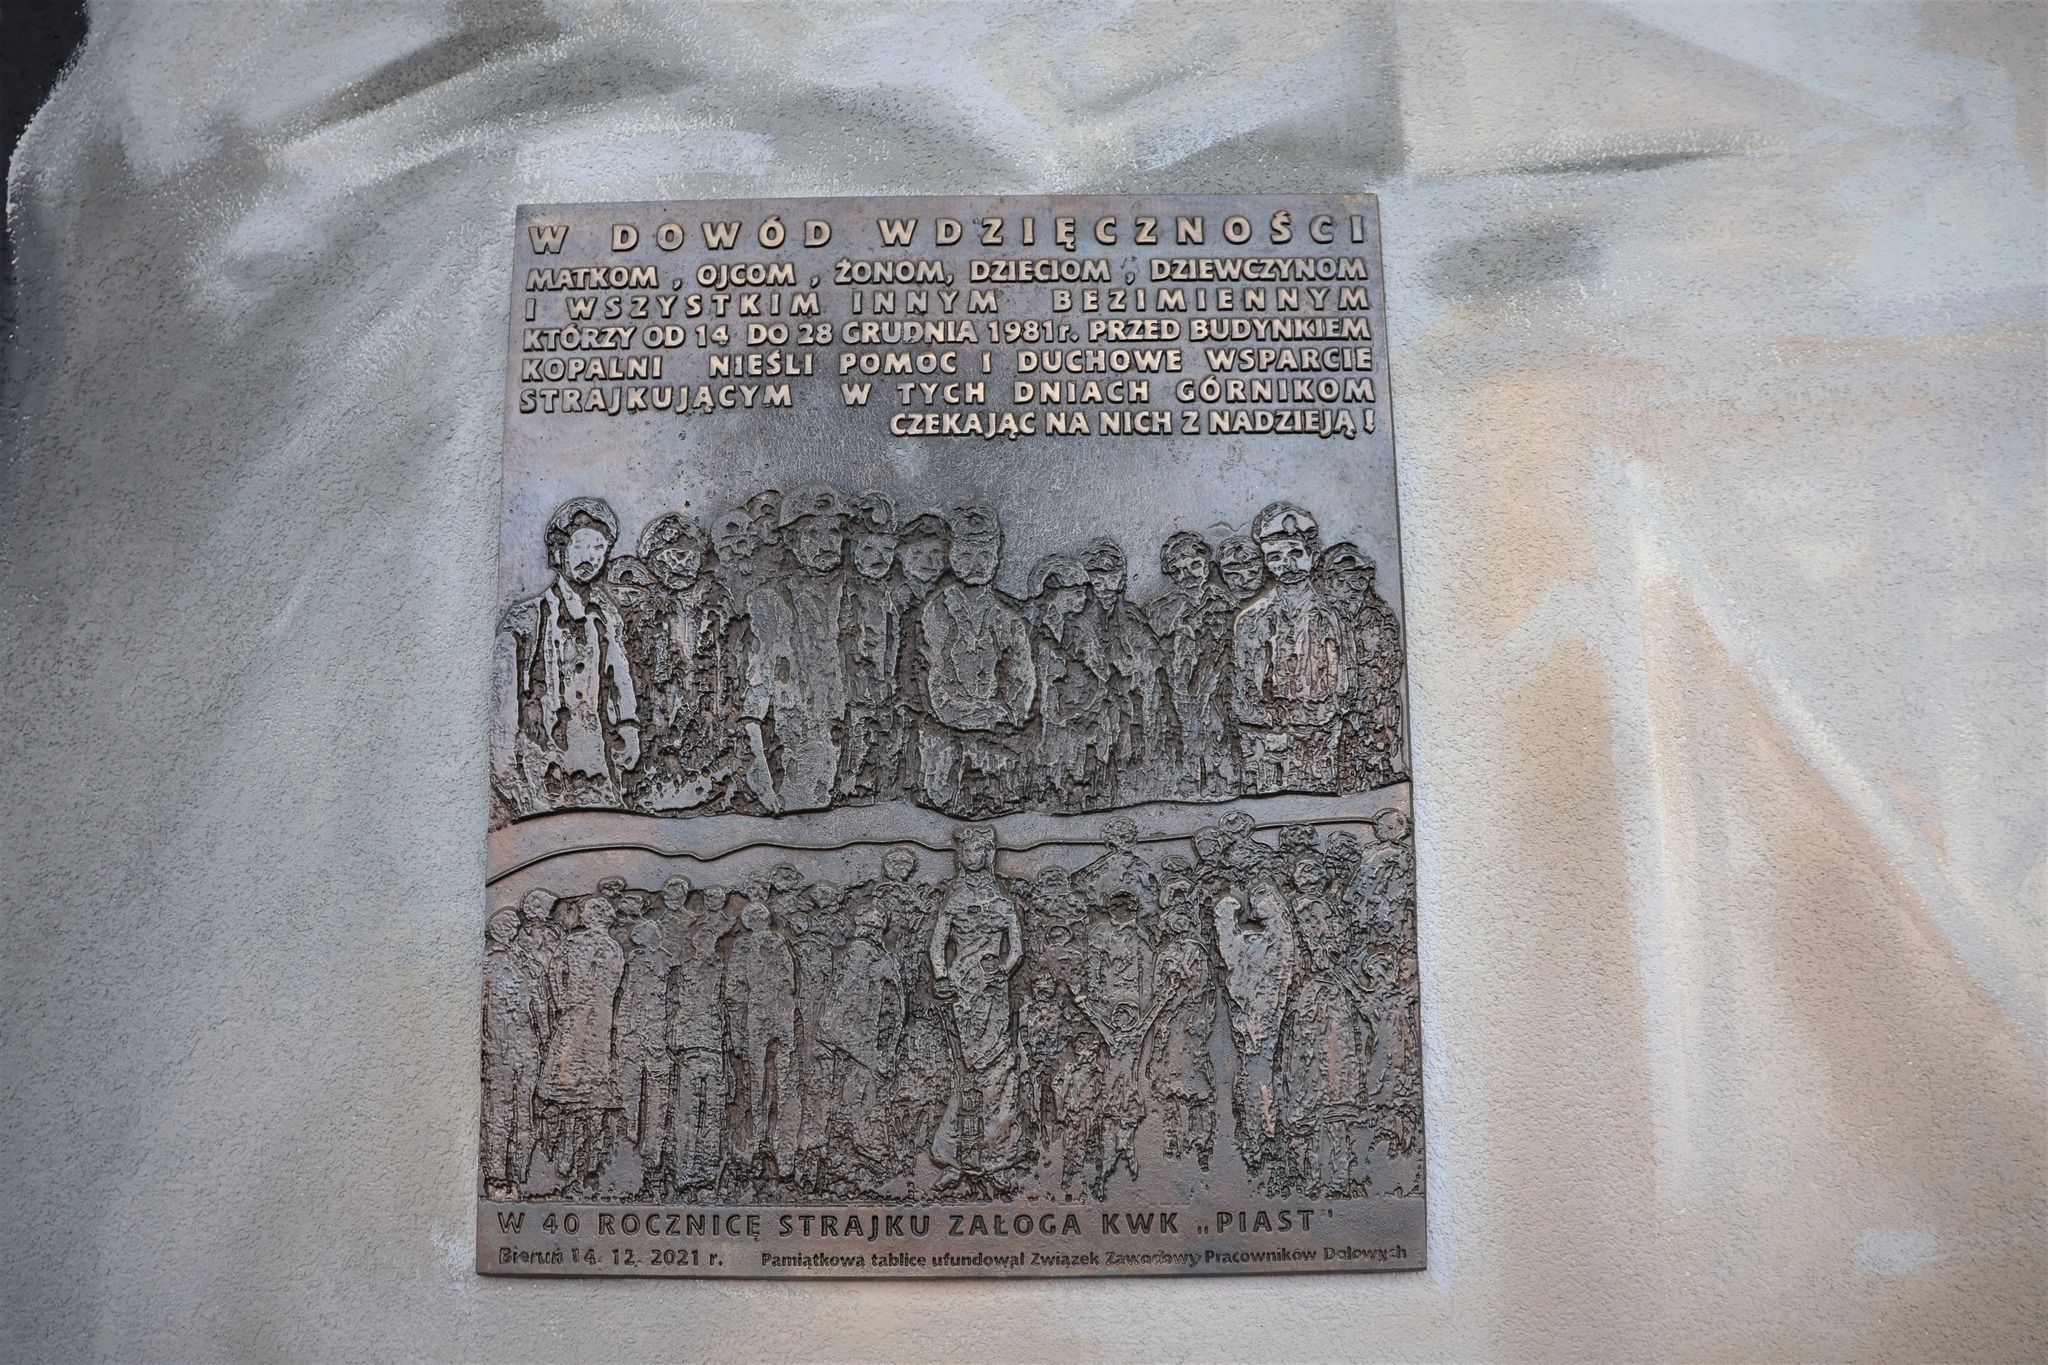 W DOWÓD WDZIĘCZNOŚCI
MATKOM , OJCOM , ŻONOM, DZIECIOM , DZIEWCZYNOM
I WSZYSTKIM INNYM BEZIMIENNYM
KTÓRZY OD 14 DO 28 GRUDNIA 1981r. PRZED BUDYNKIEM
KOPALNI NIEŚLI POMOC I DUCHOWE WSPARCIE
STRAJKUJĄCYM W TYCH DNIACH GÓRNIKOM
CZEKAJĄC NA NICH Z NADZIEJĄ !
W 40 ROCZNICĘ STRAJKU ZAŁOGA KWK „PIAST"
Bieruń 14. 12. 2021 r. Pamiątkową tablicę ufundował Związek Zawodowy Pracowników Dołowych